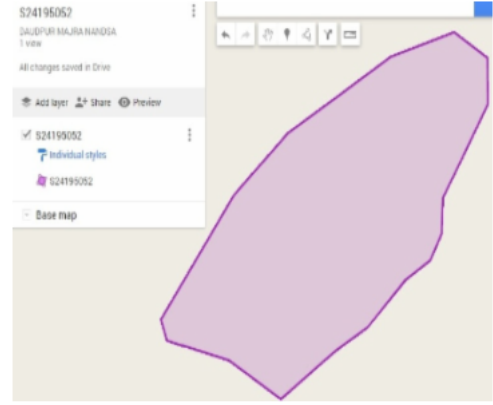 S24195052
DAUDPUR MAJRA NANDSA
1 view
All changes saved in Drive
Add layer Share Preview
S24195052
Individual styles
S24195052
Base map